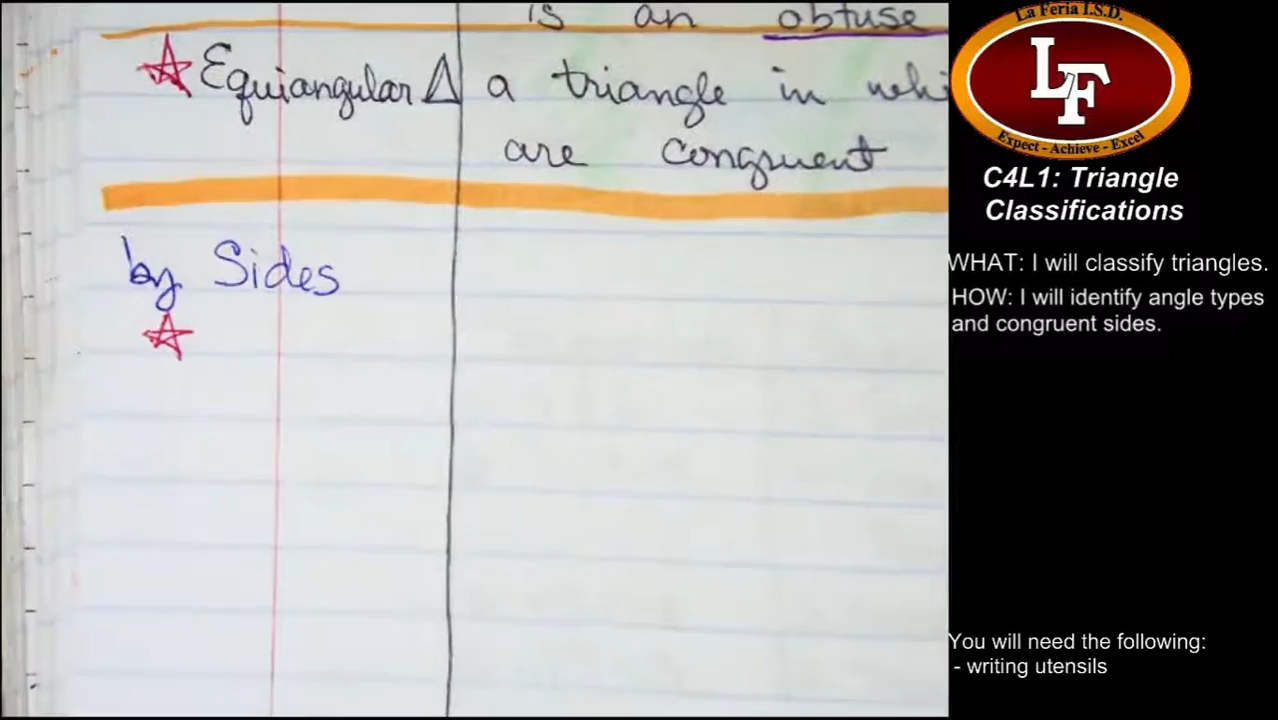 is an obtuse
☆ Equiangular △ a triangle in whi
are congruent
by Sides
☆
La Feria I.S.D.
LF
Expect - Achieve - Excel
C4L1: Triangle
Classifications
WHAT: I will classify triangles.
HOW: I will identify angle types
and congruent sides.
You will need the following:
- writing utensils